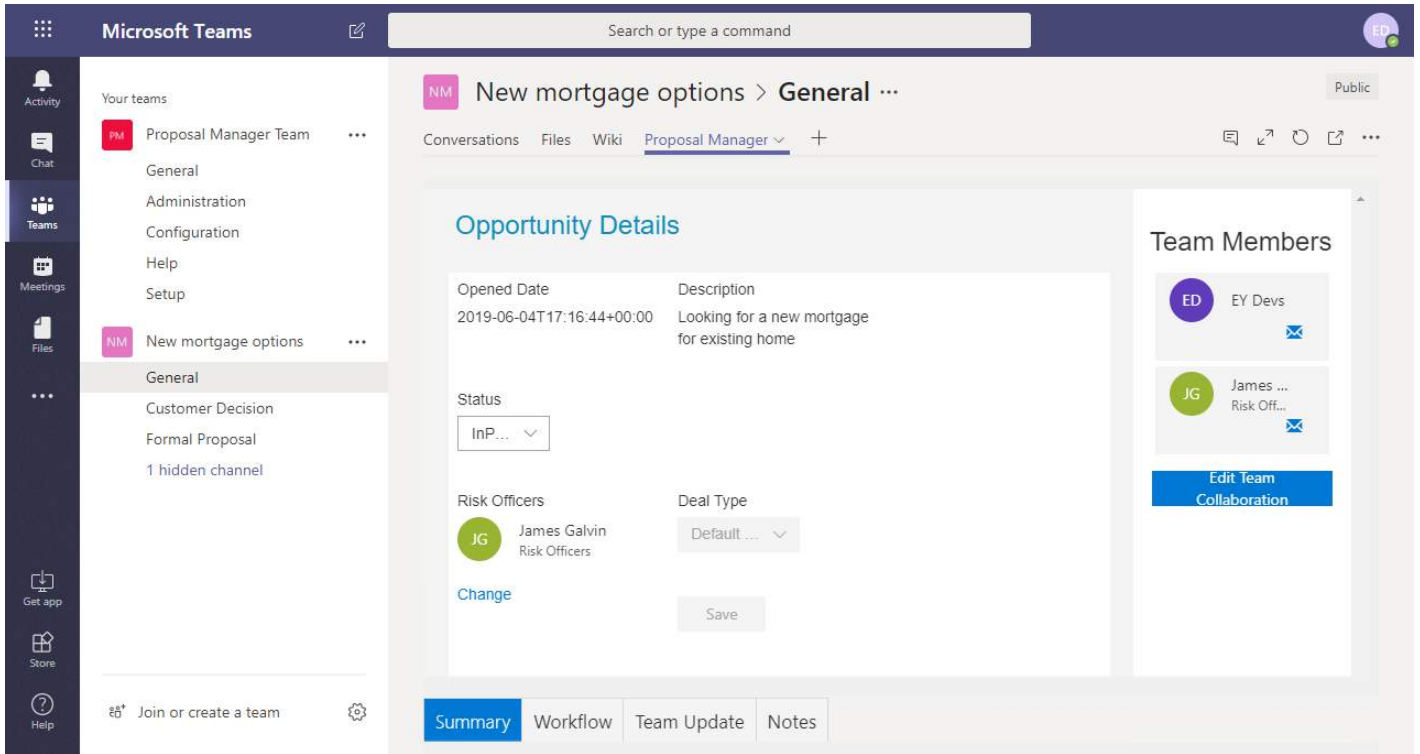 Microsoft Teams
Search or type a command
ED
Activity
Chat
Teams
Meetings
Files
Get app
Store
Help
Your teams
PM Proposal Manager Team
General
Administration
Configuration
Help
Setup
NM New mortgage options
General
Customer Decision
Formal Proposal
1 hidden channel
Join or create a team
NM New mortgage options > General ...
Public
Conversations Files Wiki Proposal Manager +
Opportunity Details
Opened Date
2019-06-04T17:16:44+00:00
Description
Looking for a new mortgage
for existing home
Status
InP...
Risk Officers
JG James Galvin
Risk Officers
Change
Deal Type
Default ...
Save
Team Members
ED EY Devs
JG James ...
Risk Off...
Edit Team
Collaboration
Summary Workflow Team Update Notes